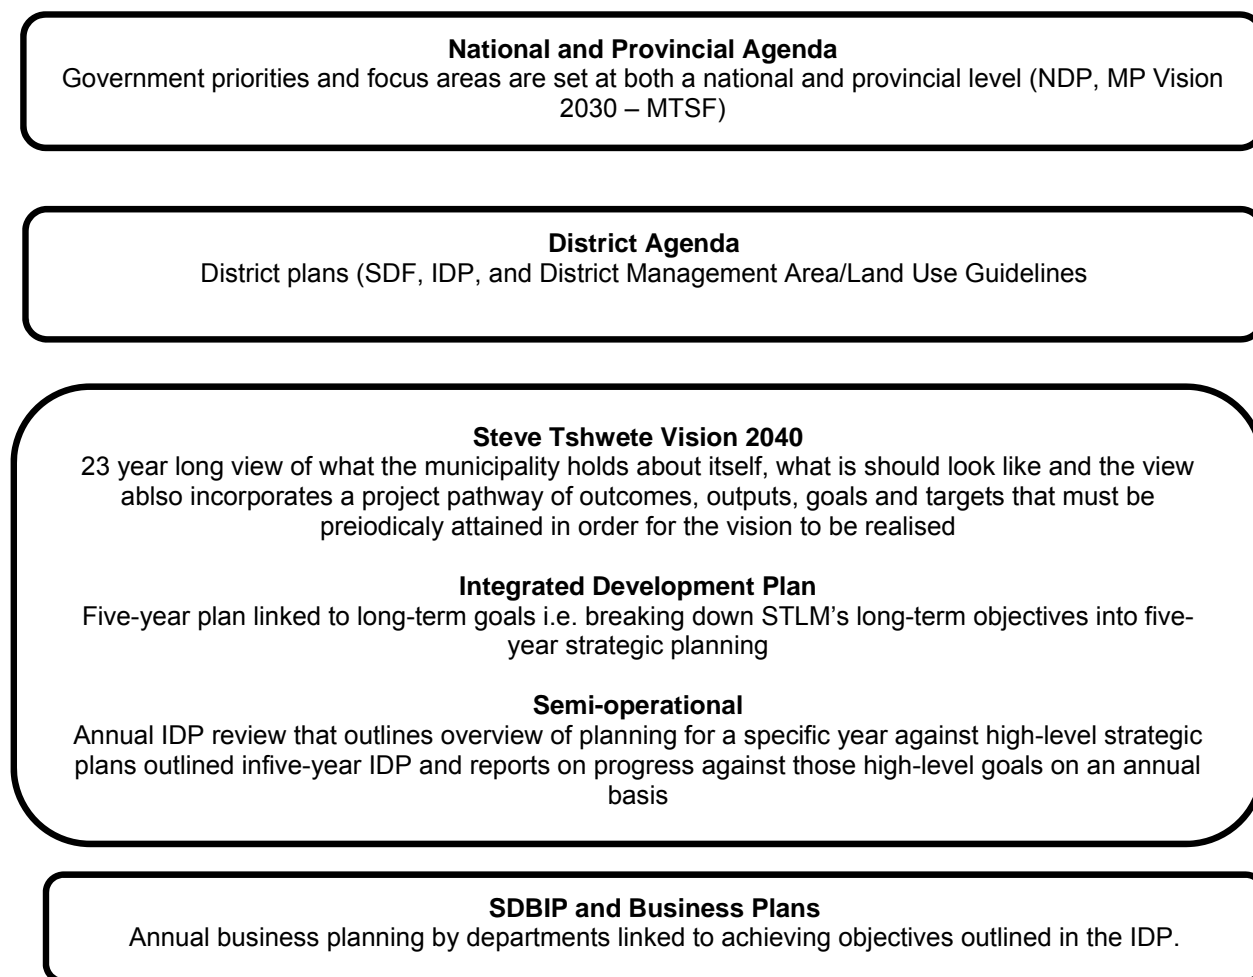 National and Provincial Agenda
Government priorities and focus areas are set at both a national and provincial level (NDP, MP Vision
2030 – MTSF)
District Agenda
District plans (SDF, IDP, and District Management Area/Land Use Guidelines
Steve Tshwete Vision 2040
23 year long view of what the municipality holds about itself, what is should look like and the view
ablso incorporates a project pathway of outcomes, outputs, goals and targets that must be
preiodicaly attained in order for the vision to be realised
Integrated Development Plan
Five-year plan linked to long-term goals i.e. breaking down STLM’s long-term objectives into five-
year strategic planning
Semi-operational
Annual IDP review that outlines overview of planning for a specific year against high-level strategic
plans outlined infive-year IDP and reports on progress against those high-level goals on an annual
basis
SDBIP and Business Plans
Annual business planning by departments linked to achieving objectives outlined in the IDP.